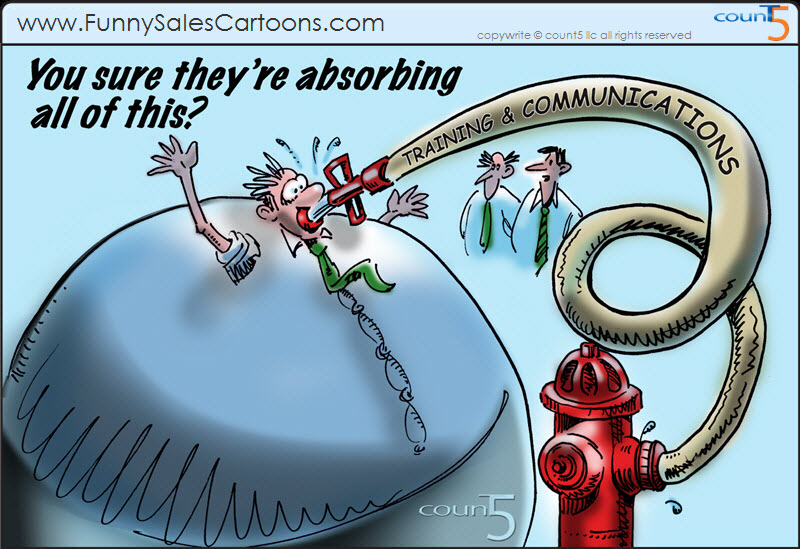 www.FunnySalesCartoons.com
counT5
copywrite © count5 llc all rights reserved
You sure they're absorbing
all of this?
TRAINING & COMMUNICATIONS
counT5